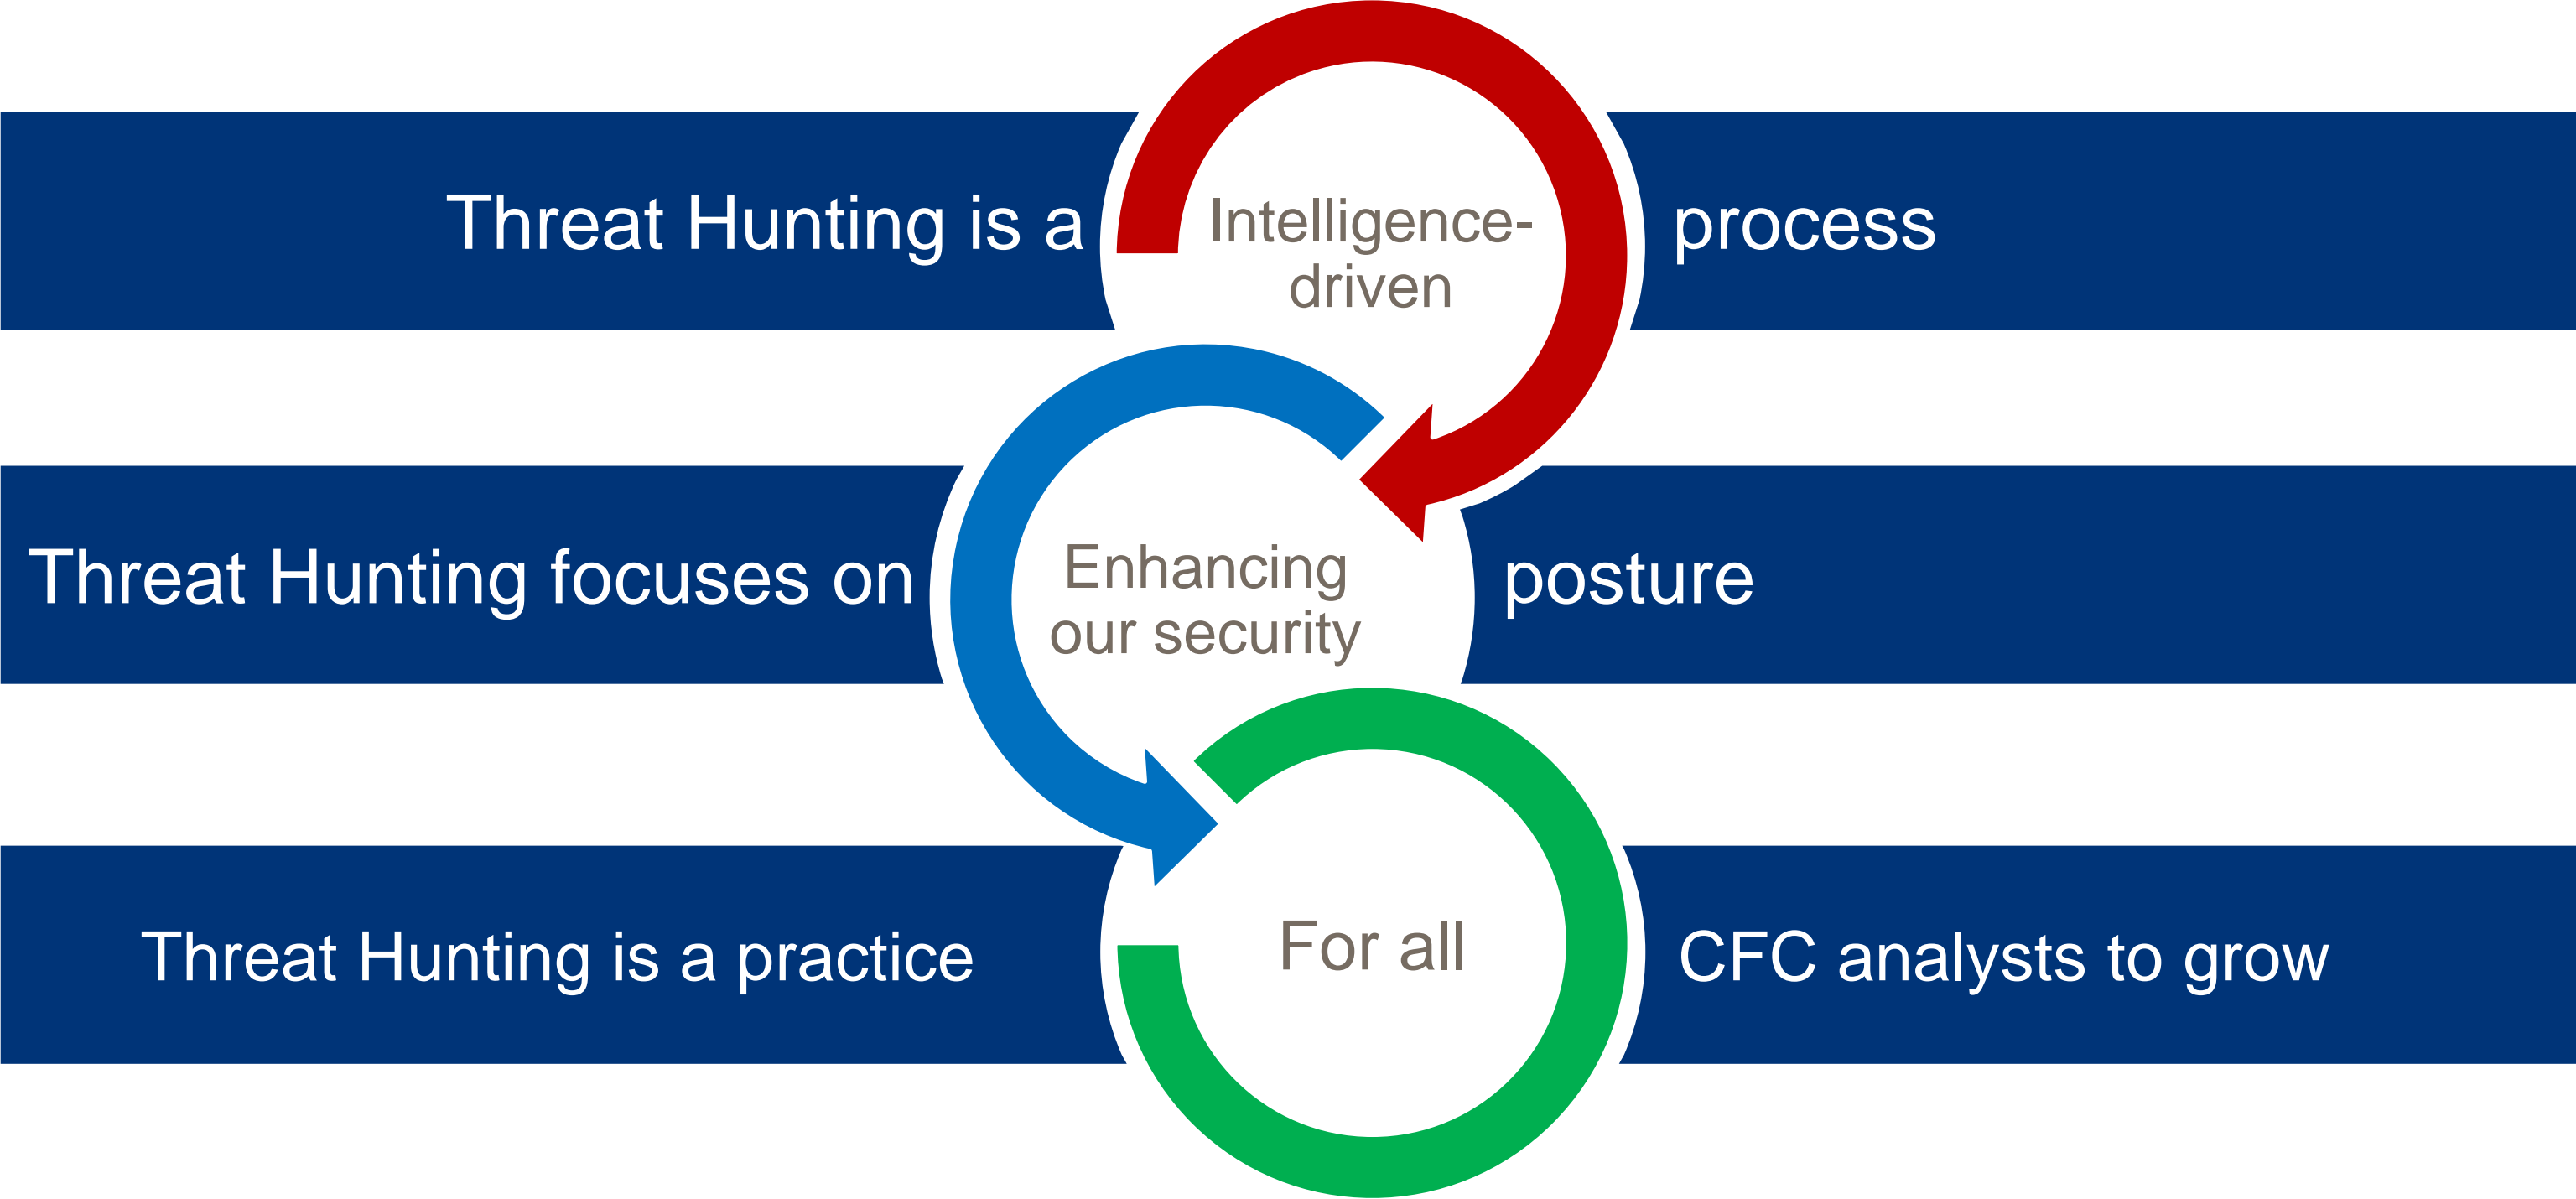 Threat Hunting is a
Intelligence-
driven
process
Threat Hunting focuses on
Enhancing
our security
posture
Threat Hunting is a practice
For all
CFC analysts to grow